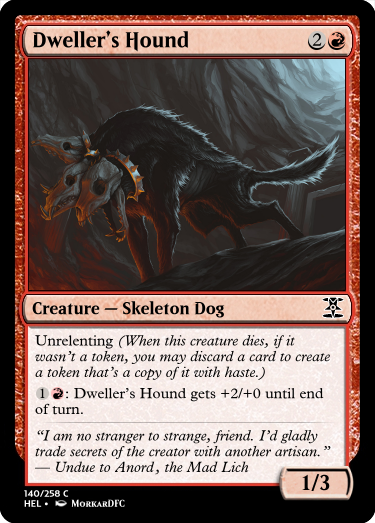 Dweller's Hound 2
Creature — Skeleton Dog
Unrelenting (When this creature dies, if it
wasn't a token, you may discard a card to create
a token that's a copy of it with haste.)
1: Dweller's Hound gets +2/+0 until end
of turn.
"I am no stranger to strange, friend. I'd gladly
trade secrets of the creator with another artisan."
— Undue to Anord, the Mad Lich
1/3
140/258 C
HEL • MorkarDFC